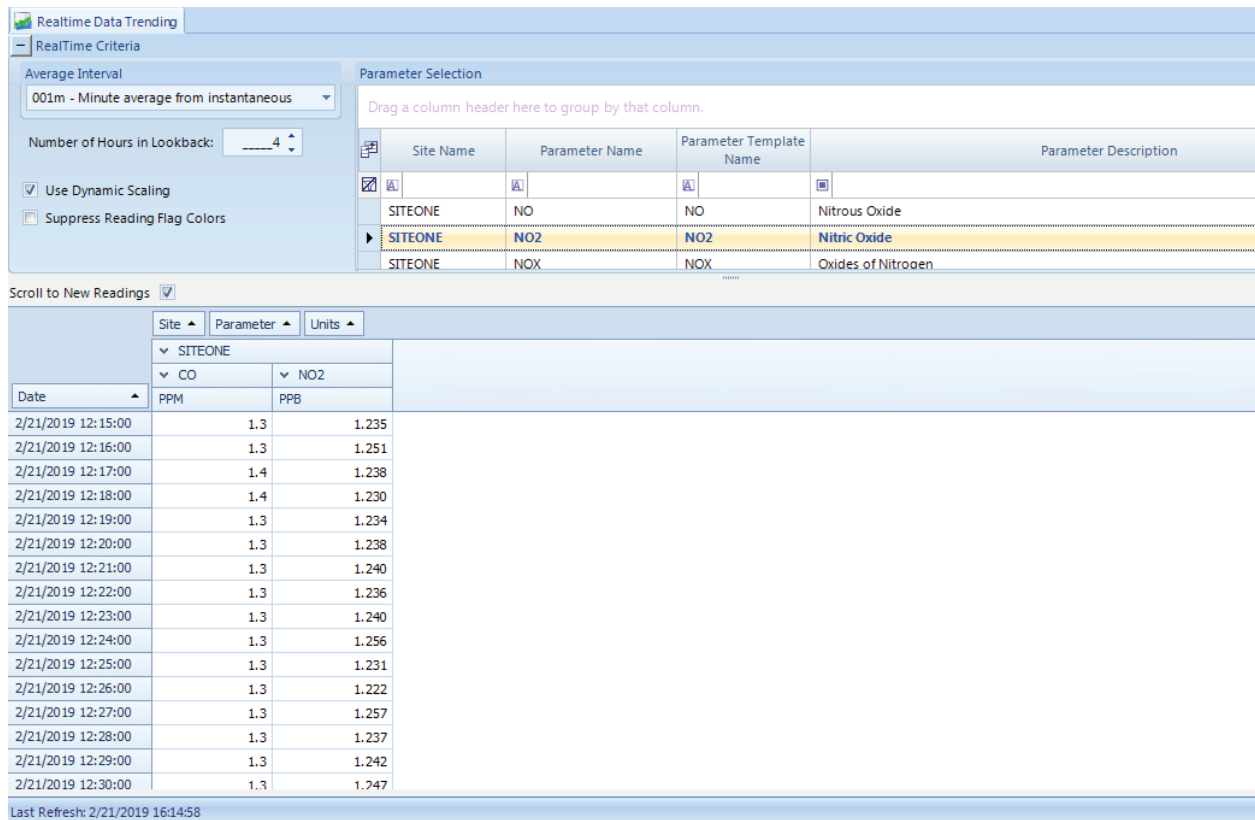 Realtime Data Trending
RealTime Criteria
Average Interval
001m - Minute average from instantaneous
Number of Hours in Lookback: _____4
Use Dynamic Scaling
Suppress Reading Flag Colors
Parameter Selection
Drag a column header here to group by that column.
Site Name Parameter Name Parameter Template Name Parameter Description
SITEONE NO NO Nitrous Oxide
SITEONE NO2 NO2 Nitric Oxide
SITEONE NOX NOX Oxides of Nitrogen
Scroll to New Readings
Site Parameter Units
SITEONE
CO NO2
Date PPM PPB
2/21/2019 12:15:00 1.3 1.235
2/21/2019 12:16:00 1.3 1.251
2/21/2019 12:17:00 1.4 1.238
2/21/2019 12:18:00 1.4 1.230
2/21/2019 12:19:00 1.3 1.234
2/21/2019 12:20:00 1.3 1.238
2/21/2019 12:21:00 1.3 1.240
2/21/2019 12:22:00 1.3 1.236
2/21/2019 12:23:00 1.3 1.240
2/21/2019 12:24:00 1.3 1.256
2/21/2019 12:25:00 1.3 1.231
2/21/2019 12:26:00 1.3 1.222
2/21/2019 12:27:00 1.3 1.257
2/21/2019 12:28:00 1.3 1.237
2/21/2019 12:29:00 1.3 1.242
2/21/2019 12:30:00 1.3 1.247
Last Refresh: 2/21/2019 16:14:58